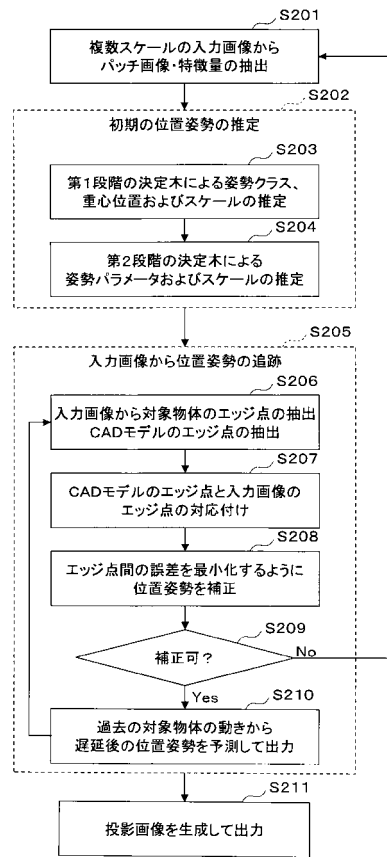 S201
複数スケールの入力画像から
パッチ画像・特徴量の抽出
S202
初期の位置姿勢の推定
S203
第1段階の決定木による姿勢クラス、
重心位置およびスケールの推定
S204
第2段階の決定木による
姿勢パラメータおよびスケールの推定
S205
入力画像から位置姿勢の追跡
S206
入力画像から対象物体のエッジ点の抽出
CADモデルのエッジ点の抽出
S207
CADモデルのエッジ点と入力画像の
エッジ点の対応付け
S208
エッジ点間の誤差を最小化するように
位置姿勢を補正
S209
補正可?
No
Yes
S210
過去の対象物体の動きから
遅延後の位置姿勢を予測して出力
S211
投影画像を生成して出力